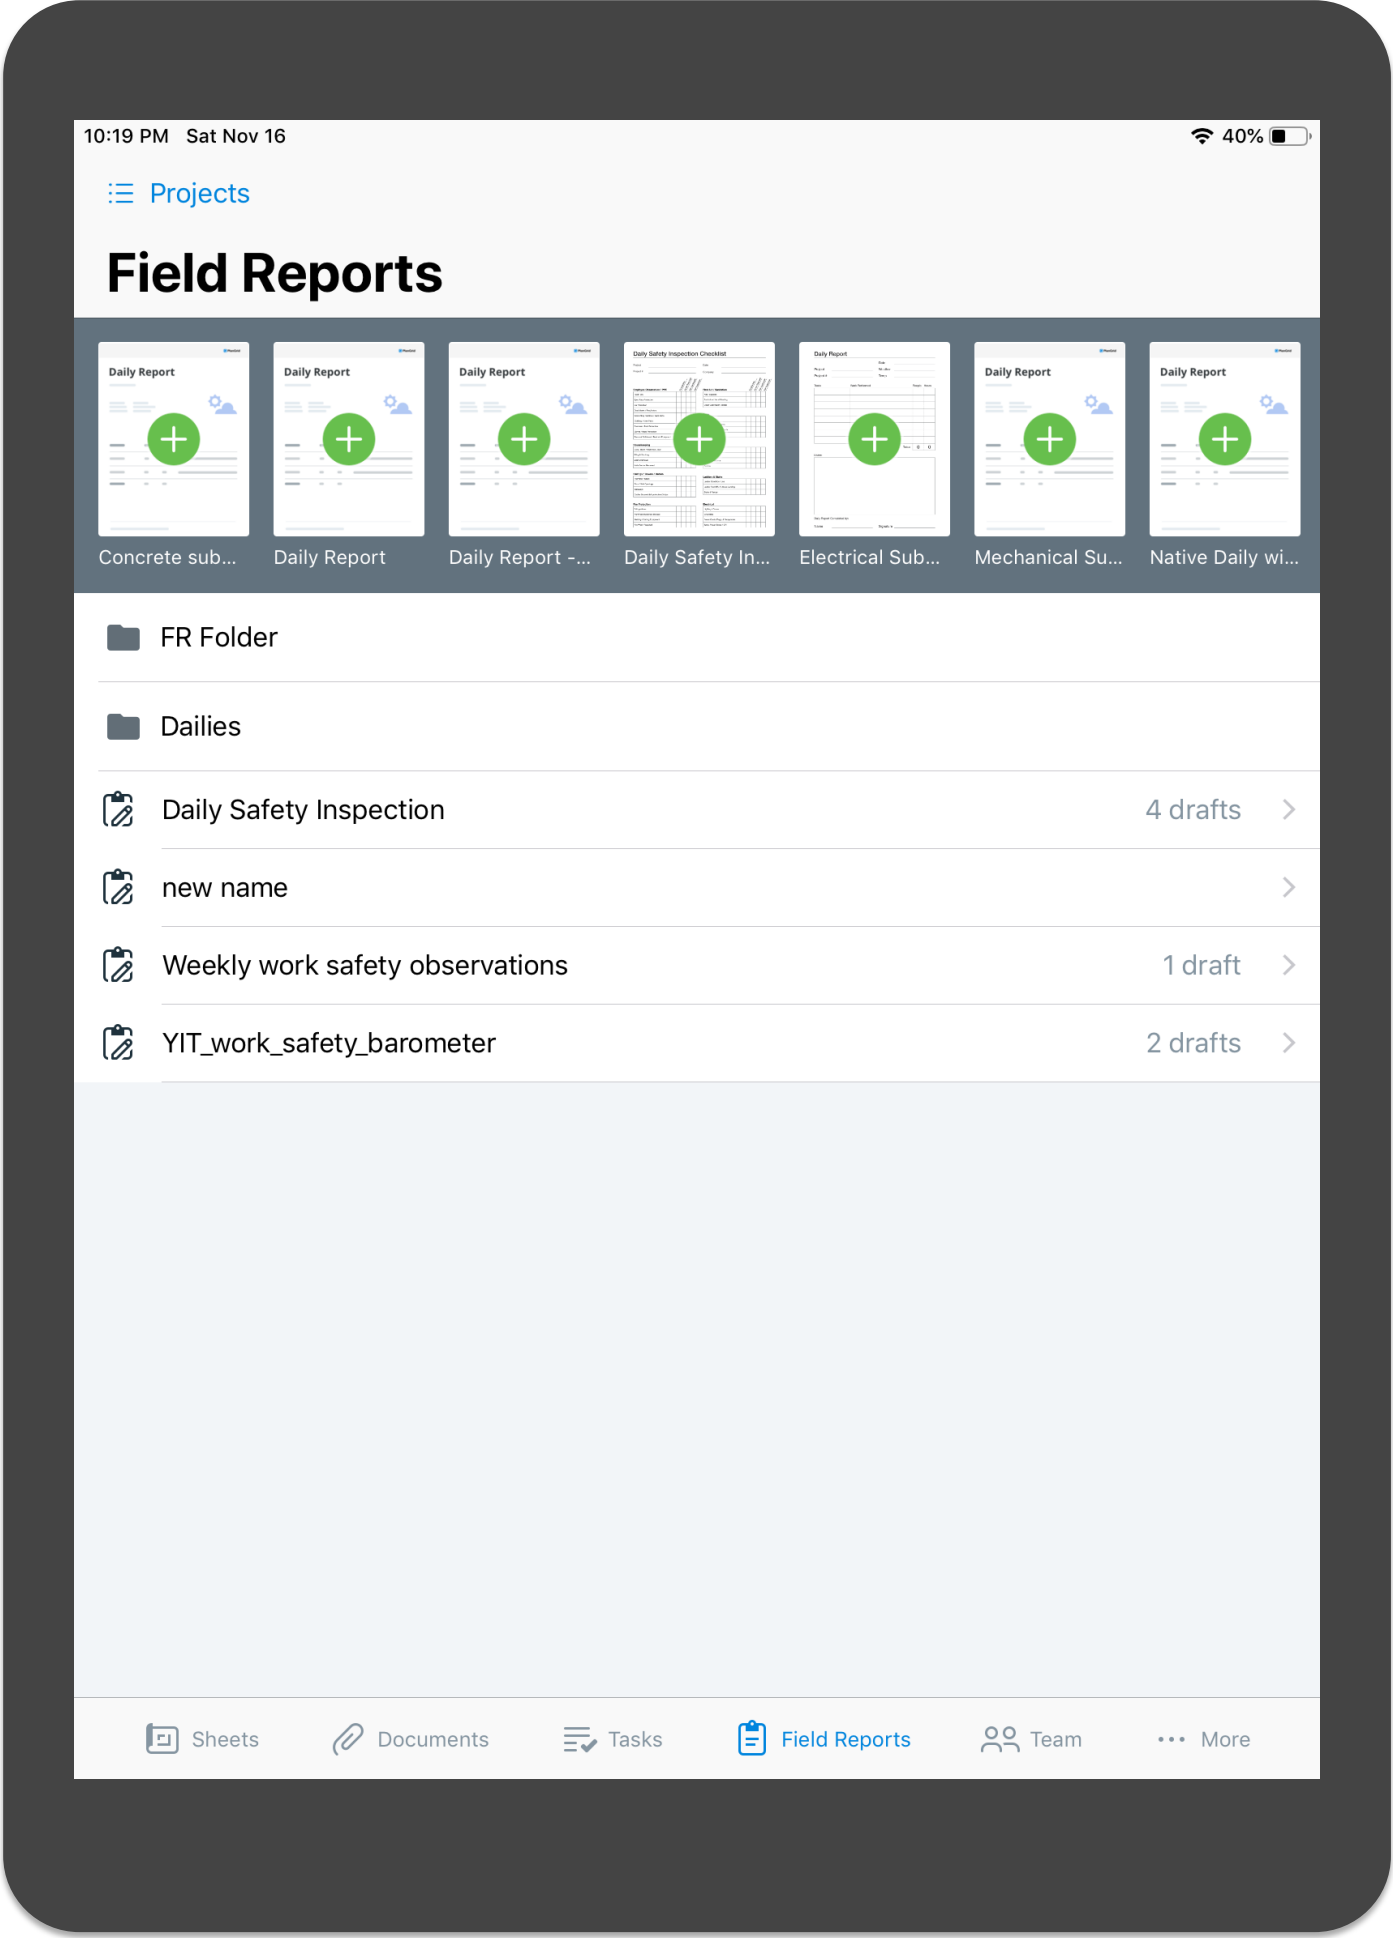 10:19 PM Sat Nov 16 40%
Projects
Field Reports
Daily Report Daily Report Daily Report Daily Safety Inspection Checklist Daily Report Daily Report Daily Report
Concrete sub... Daily Report Daily Report -... Daily Safety In... Electrical Sub... Mechanical Su... Native Daily wi...
FR Folder
Dailies
Daily Safety Inspection 4 drafts
new name
Weekly work safety observations 1 draft
YIT_work_safety_barometer 2 drafts
Sheets Documents Tasks Field Reports Team More